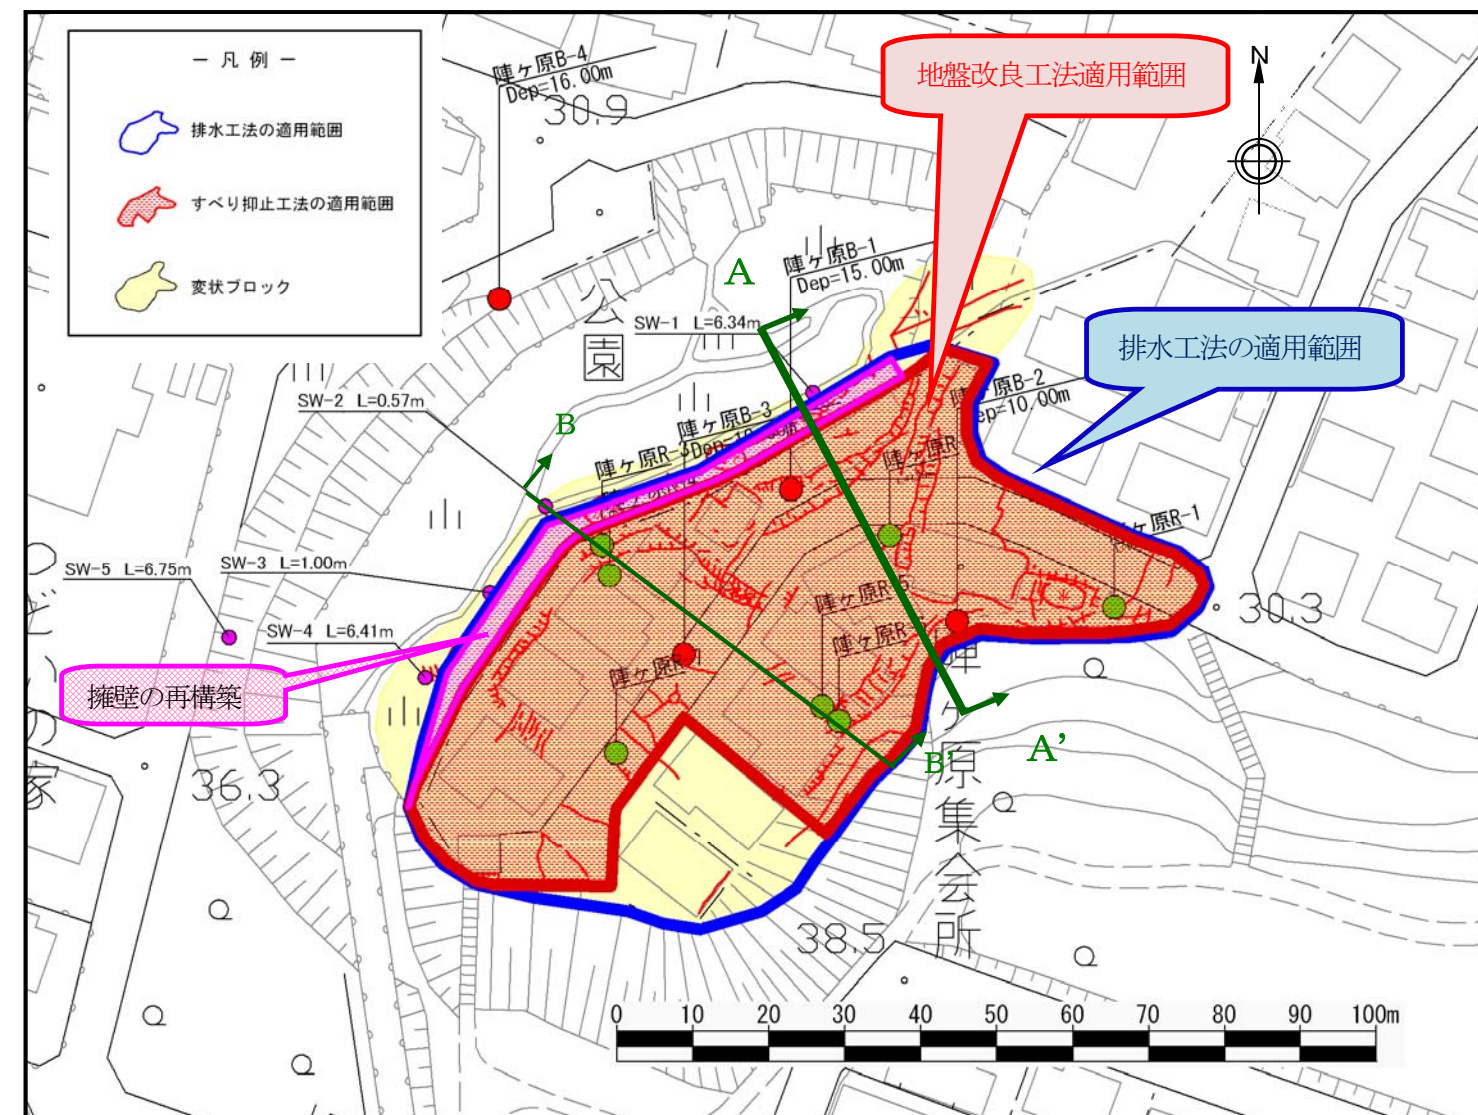 － 凡 例 －
排水工法の適用範囲
すべり抑止工法の適用範囲
変状ブロック
陣ヶ原B-4
Dep=16.00m
30.9
地盤改良工法適用範囲
N
公園
A
陣ヶ原B-1
Dep=15.00m
SW-1 L=6.34m
排水工法の適用範囲
SW-2 L=0.57m
B
陣ヶ原B-3
原B-2
ep=10.00m
陣ヶ原R-3
陣ヶ原R
陣ヶ原R-1
SW-3 L=1.00m
SW-5 L=6.75m
SW-4 L=6.41m
陣ヶ原R-5
陣ヶ原R
陣ヶ原R
30.3
擁壁の再構築
36.3
陣ヶ原集会所
A’
B’
38.5
0 10 20 30 40 50 60 70 80 90 100m